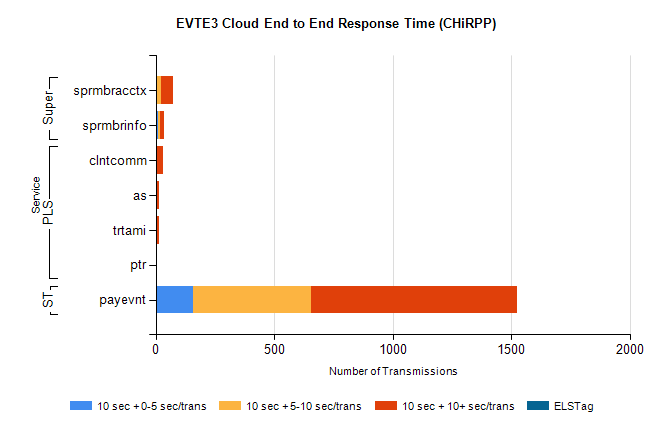 EVTE3 Cloud End to End Response Time (CHiRPP)
Service
Super
PLS
ST
sprmbracctx
sprmbrinfo
clntcomm
as
trtami
ptr
payevnt
0 500 1000 1500 2000
Number of Transmissions
10 sec +0-5 sec/trans 10 sec +5-10 sec/trans 10 sec + 10+ sec/trans ELSTag